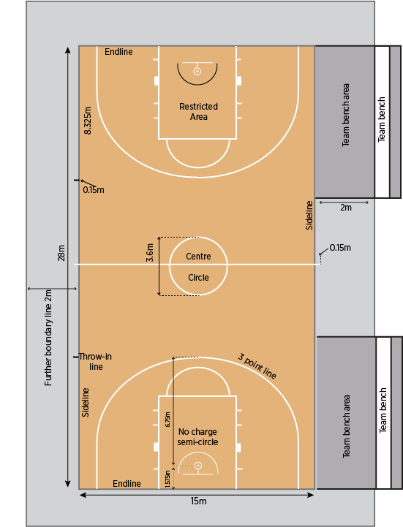 Endline
Restricted
Area
8.325m
0.15m
Team bench area
Team bench
2m
Sideline
3.6m
Centre
Circle
0.15m
28m
Further boundary line 2m
Throw-in
line
3 point line
Sideline
6.75m
No charge
semi-circle
1.575m
Endline
15m
Team bench area
Team bench